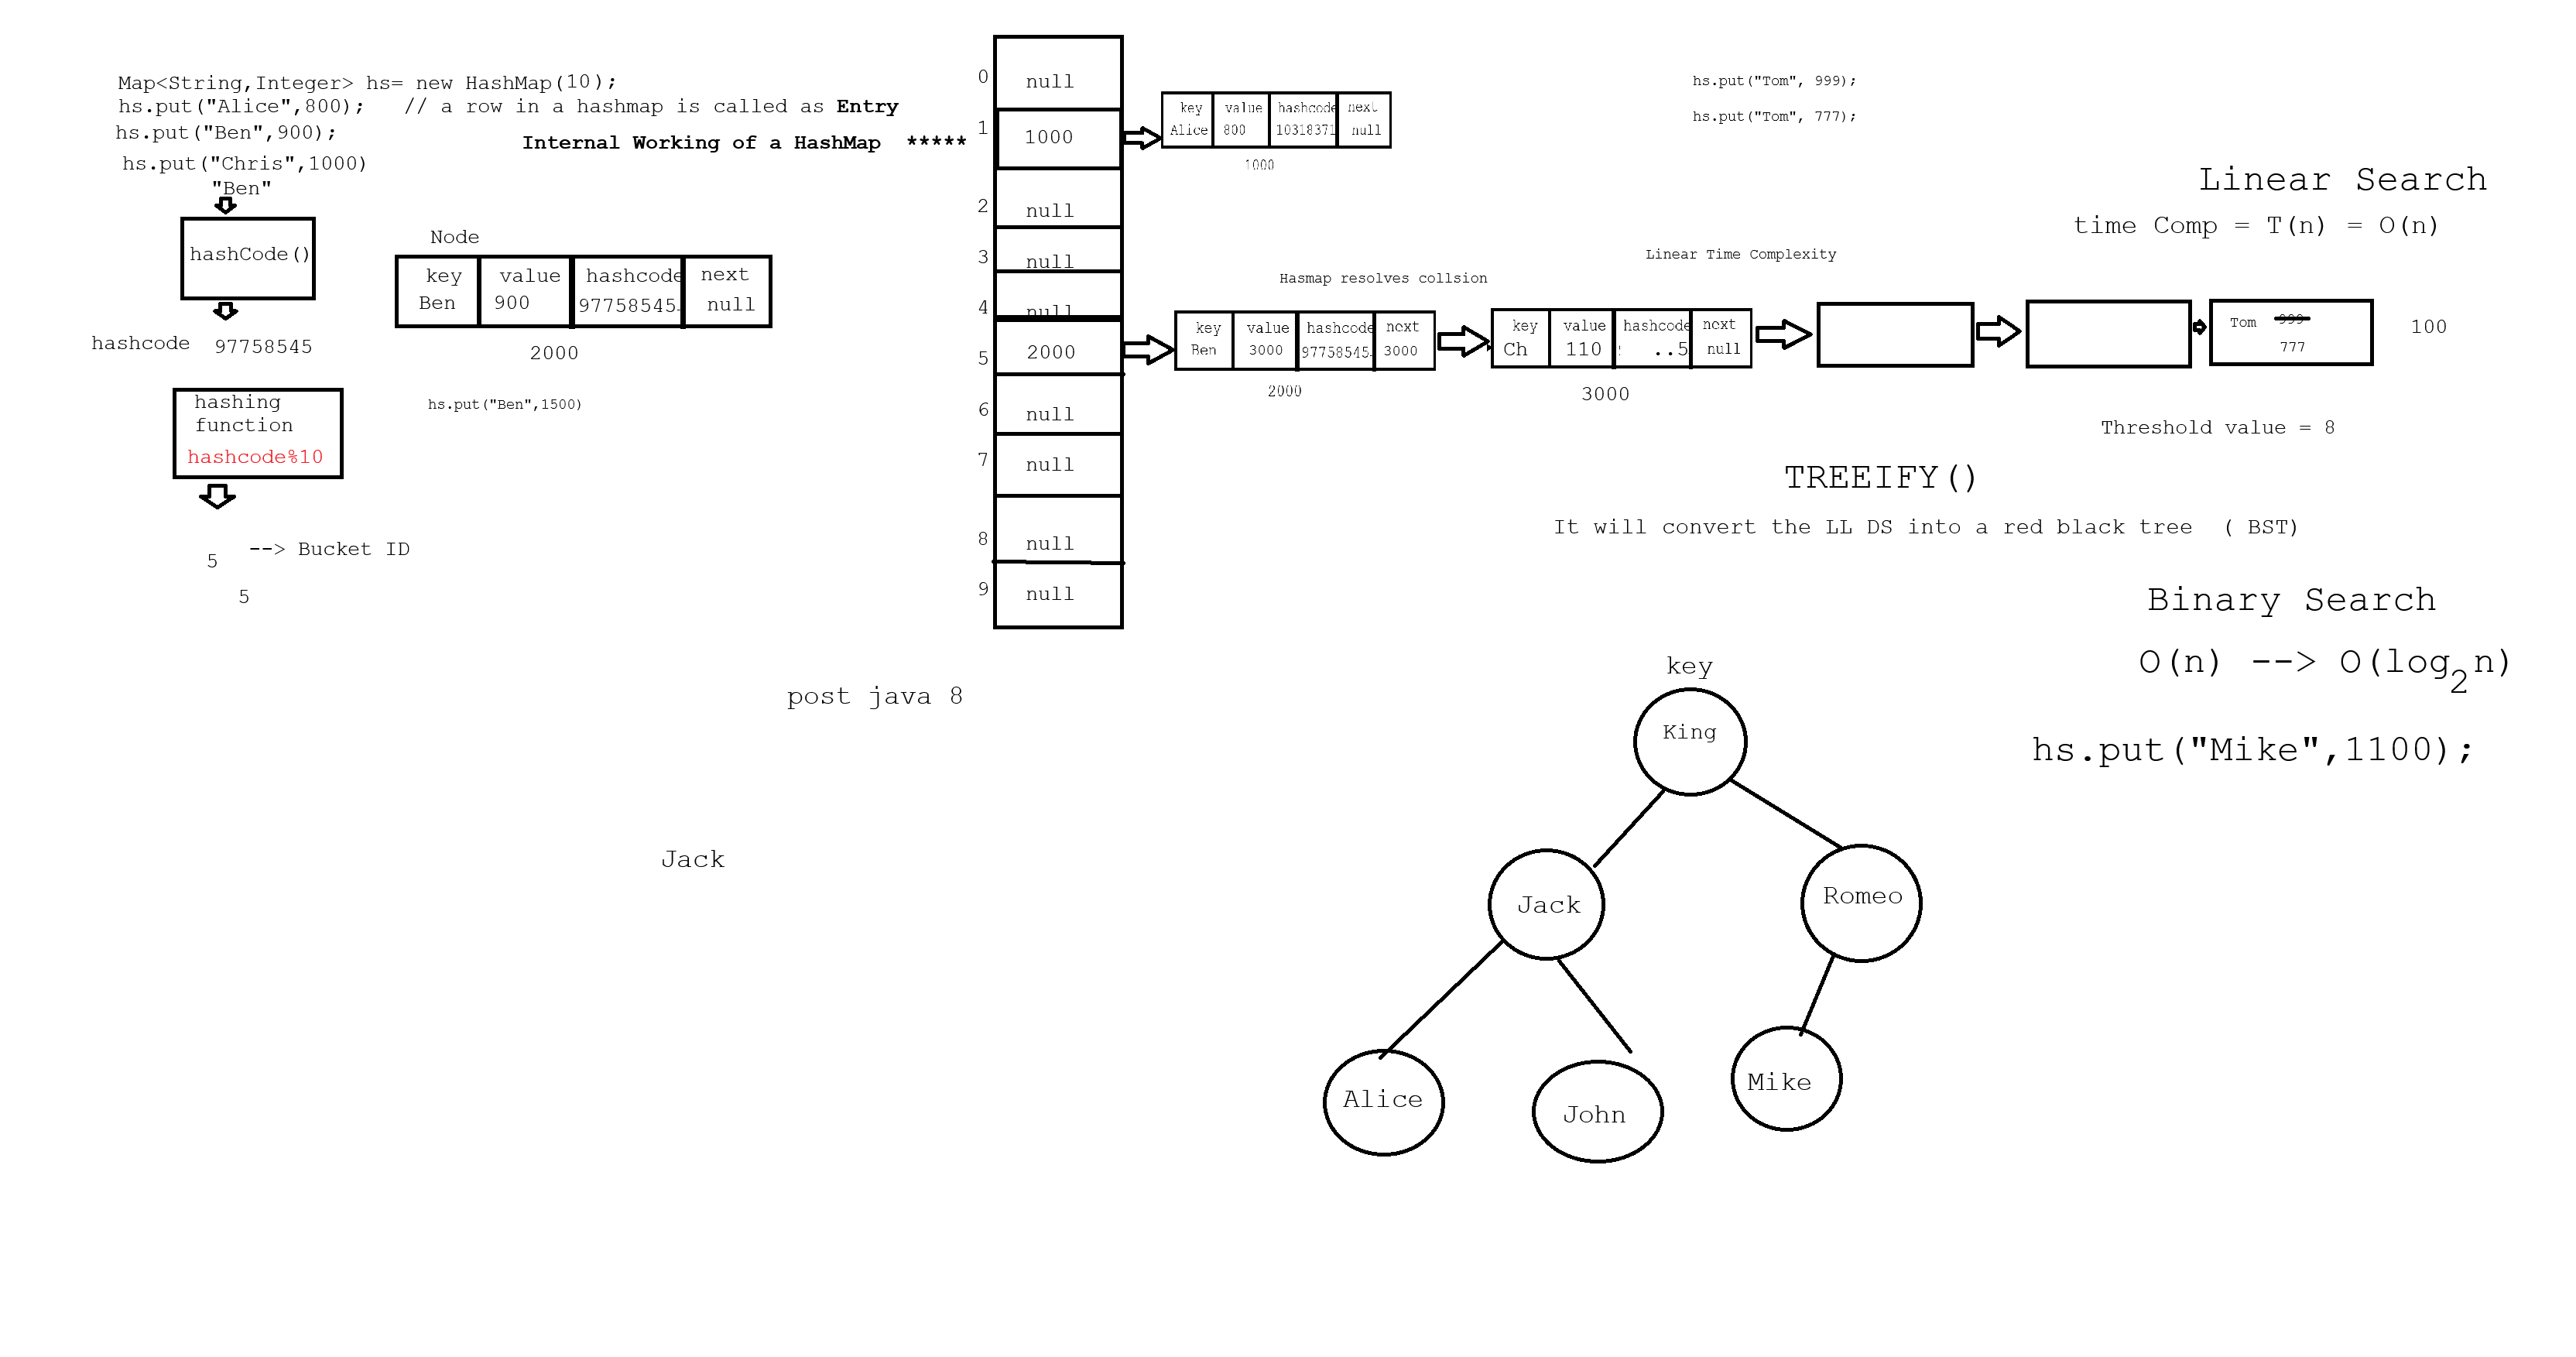 Map<String,Integer> hs= new HashMap(10);
hs.put("Alice",800);   // a row in a hashmap is called as Entry
hs.put("Ben",900);
Internal Working of a HashMap  *****
hs.put("Chris",1000)
"Ben"
hashCode()
hashcode  97758545
hashing
function
hashcode%10
5  --> Bucket ID
5
Node
key value hashcode next
Ben 900 97758545 null
2000
hs.put("Ben",1500)
post java 8
Jack
0 null
1 1000
2 null
3 null
4 null
5 2000
6 null
7 null
8 null
9 null
key value hashcode next
Alice 800 10318371 null
1000
hs.put("Tom", 999);
hs.put("Tom", 777);
Linear Search
time Comp = T(n) = O(n)
Linear Time Complexity
Hasmap resolves collsion
key value hashcode next
Ben 3000 97758545 3000
2000
key value hashcode next
Ch 110 ..5 null
3000
Tom 999
777
100
Threshold value = 8
TREEIFY()
It will convert the LL DS into a red black tree  ( BST)
Binary Search
O(n) --> O(log2n)
hs.put("Mike",1100);
key
King
Jack
Romeo
Alice
John
Mike